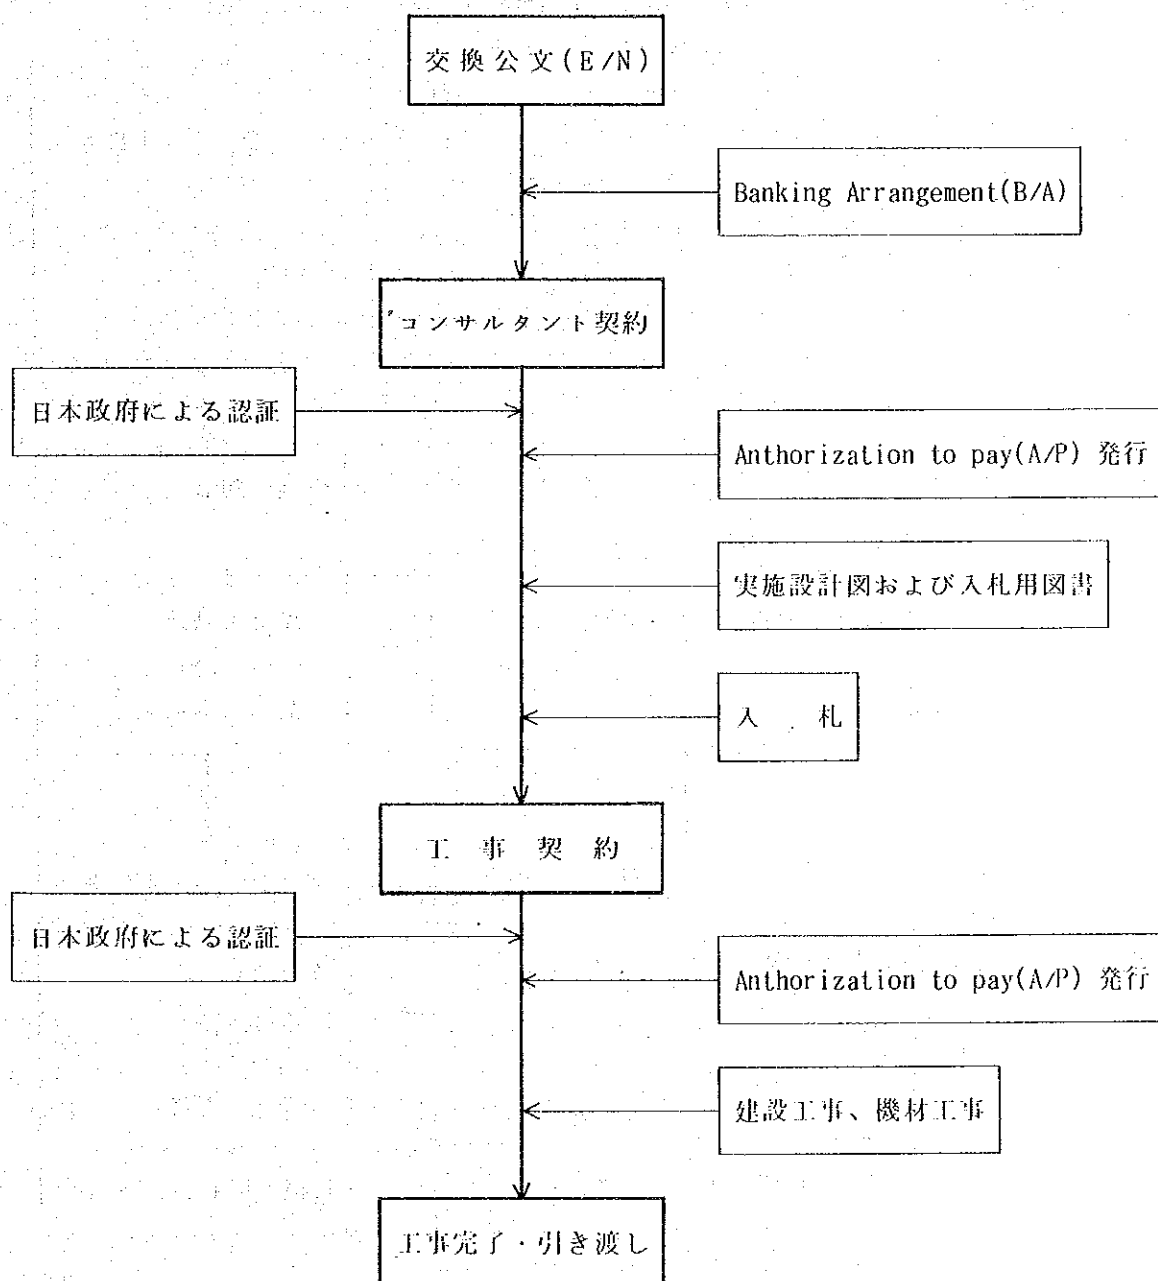 交換公文(E/N)
Banking Arrangement(B/A)
コンサルタント契約
日本政府による認証
Anthorization to pay(A/P) 発行
実施設計図および入札用図書
入札
工事契約
日本政府による認証
Anthorization to pay(A/P) 発行
建設工事、機材工事
工事完了・引き渡し